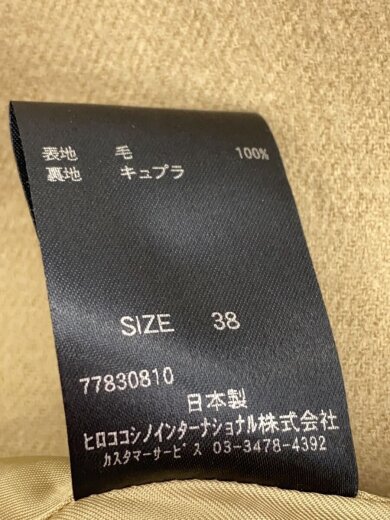 表地 毛 100%
裏地 キュプラ
SIZE 38
77830810
日本製
ヒロココシノインターナショナル株式会社
カスタマーサービス 03-3478-4392